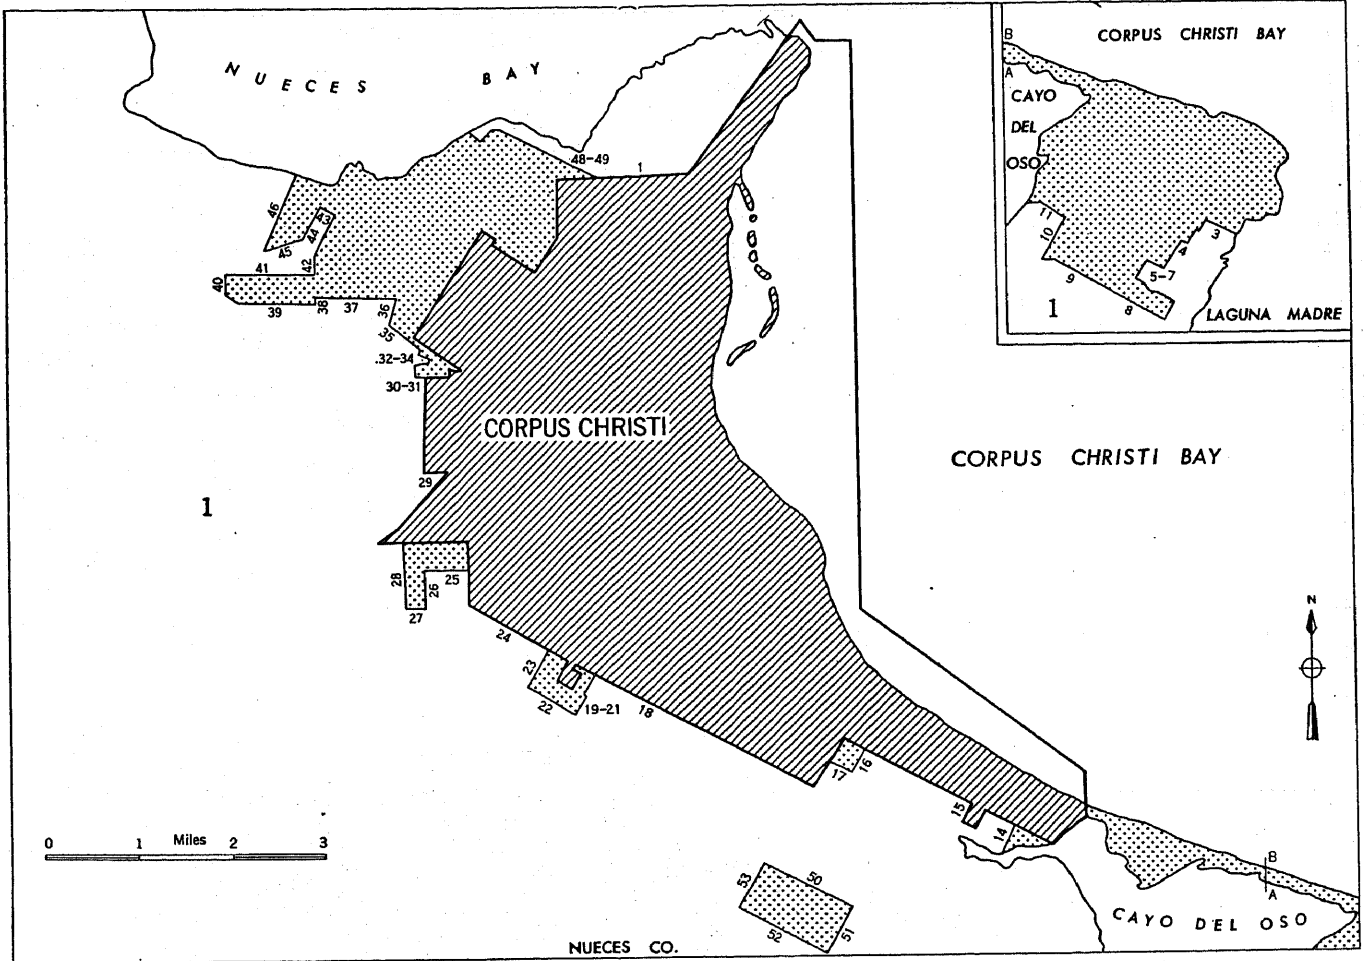 NUECES BAY
48-49
1
46
43
44
45
42
41
40
39
38
37
36
35
.32-34
30-31
CORPUS CHRISTI
29
1
28
27
26
25
24
23
22
19-21
18
17
16
15
14
0 1 Miles 2 3
53
50
52
51
NUECES CO.
CORPUS CHRISTI BAY
N
B
A
CAYO DEL OSO
CORPUS CHRISTI BAY
B
A
CAYO
DEL
OSO
11
10
9
8
5-7
4
3
1
LAGUNA MADRE